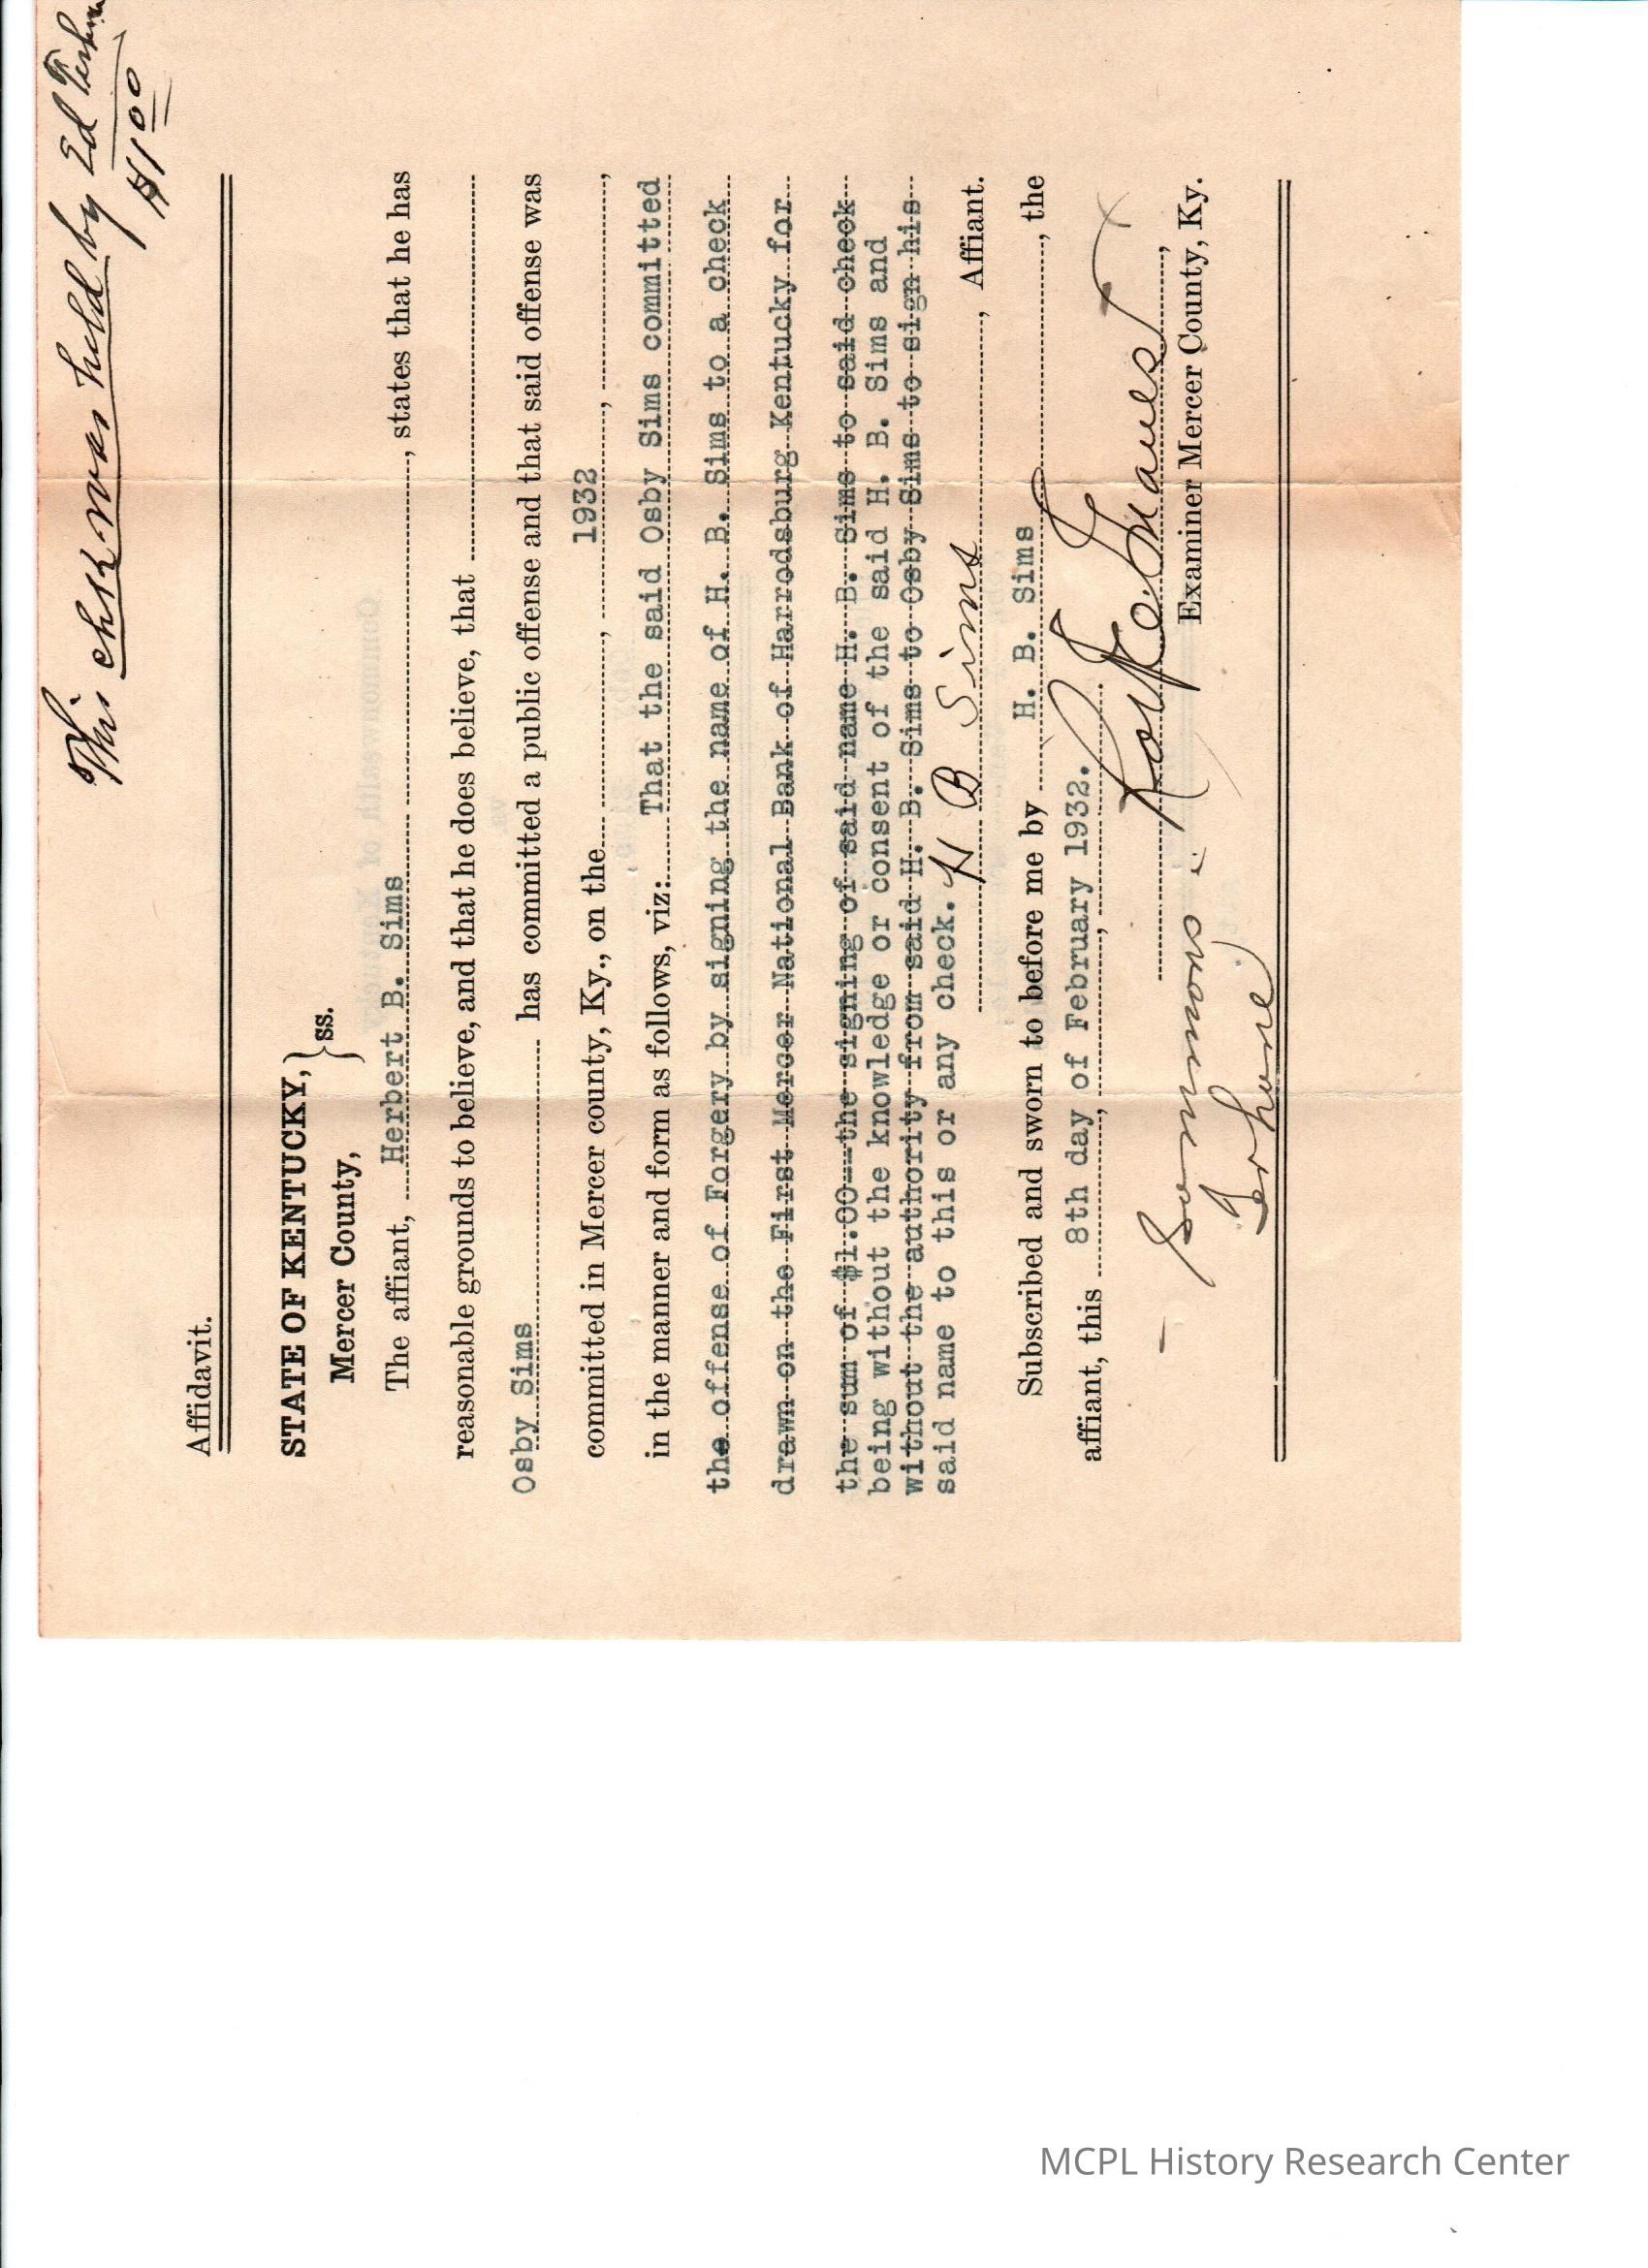 This chk was held by Ed
$1.00
Affidavit.
STATE OF KENTUCKY, } ss.
Mercer County,
The affiant, Herbert B. Sims, states that he has
reasonable grounds to believe, and that he does believe, that
Osby Sims has committed a public offense and that said offense was
committed in Mercer county, Ky., on the , 1932 , ,
in the manner and form as follows, viz: That the said Osby Sims committed
the offense of Forgery by signing the name of H. B. Sims to a check
drawn on the First Mercer National Bank of Harrodsburg Kentucky for
the sum of $1.00--the signing of said name H. B. Sims to said check
being without the knowledge or consent of the said H. B. Sims and
without the authority from said H. B. Sims to Osby Sims to sign his
said name to this or any check.
H B Sims , Affiant.
Subscribed and sworn to before me by H. B. Sims , the
affiant, this 8th day of February 1932.
Examiner Mercer County, Ky.
Summons
Terhune
MCPL History Research Center